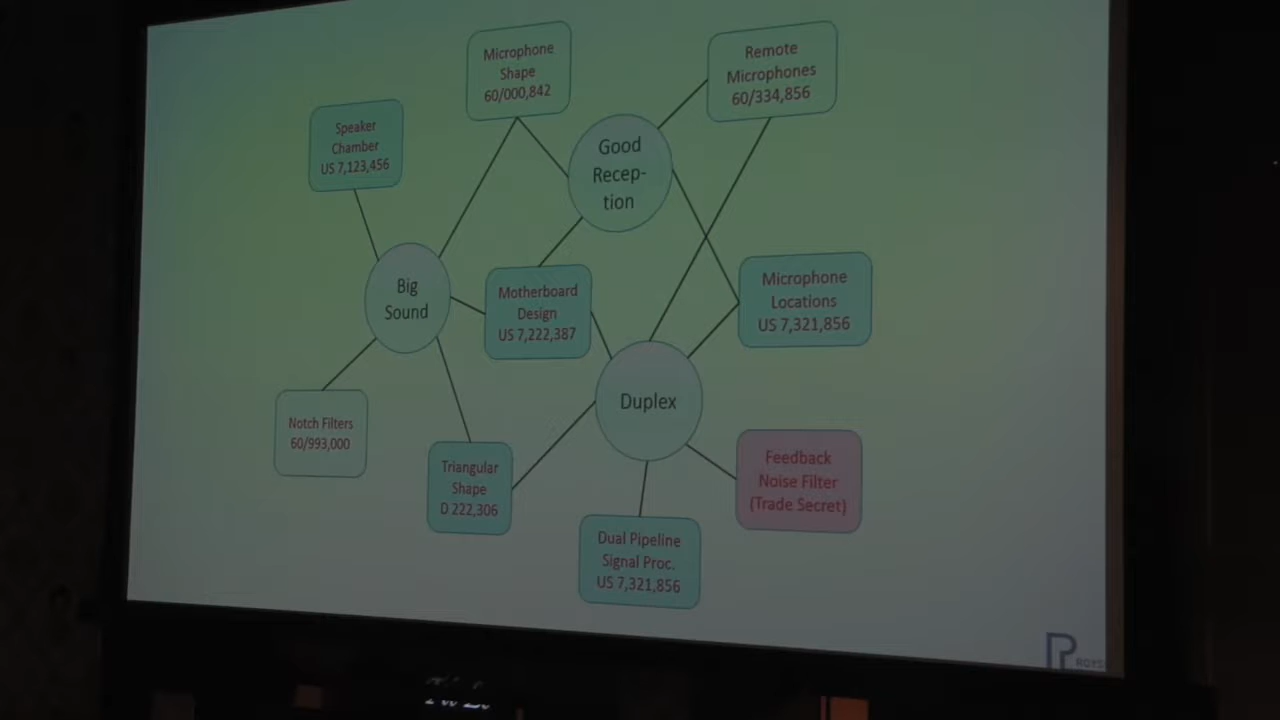 Microphone
Shape
60/000,842
Remote
Microphones
60/334,856
Speaker
Chamber
US 7,123,456
Good
Recep-
tion
Big
Sound
Motherboard
Design
US 7,222,387
Microphone
Locations
US 7,321,856
Duplex
Notch Filters
60/993,000
Triangular
Shape
D 222,306
Feedback
Noise Filter
(Trade Secret)
Dual Pipeline
Signal Proc.
US 7,321,856